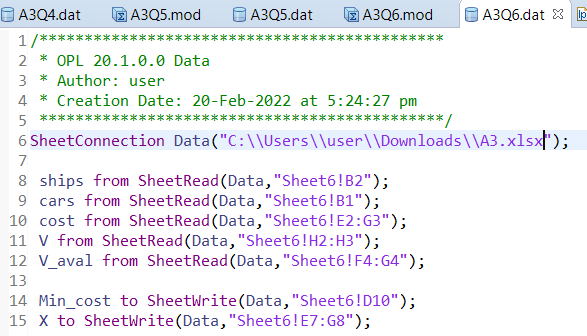 A3Q4.dat A3Q5.mod A3Q5.dat A3Q6.mod A3Q6.dat
1 /*********************************************
2 * OPL 20.1.0.0 Data
3 * Author: user
4 * Creation Date: 20-Feb-2022 at 5:24:27 pm
5 *********************************************/
6 SheetConnection Data("C:\\Users\\user\\Downloads\\A3.xlsx");
7
8 ships from SheetRead(Data,"Sheet6!B2");
9 cars from SheetRead(Data,"Sheet6!B1");
10 cost from SheetRead(Data,"Sheet6!E2:G3");
11 V from SheetRead(Data,"Sheet6!H2:H3");
12 V_aval from SheetRead(Data,"Sheet6!F4:G4");
13
14 Min_cost to SheetWrite(Data,"Sheet6!D10");
15 X to SheetWrite(Data,"Sheet6!E7:G8");